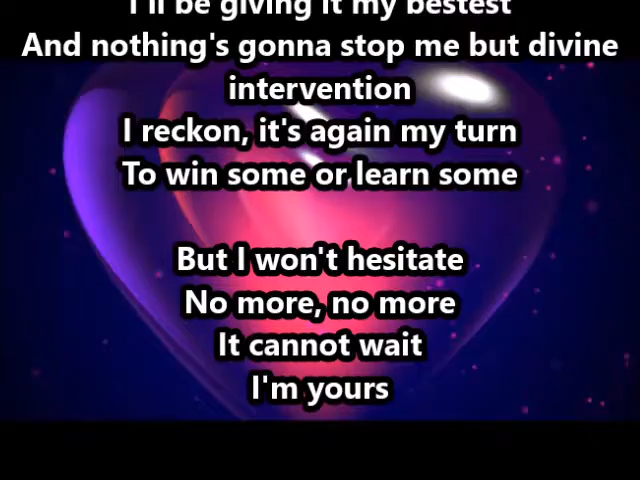 I'll be giving it my bestest
And nothing's gonna stop me but divine
intervention
I reckon, it's again my turn
To win some or learn some
But I won't hesitate
No more, no more
It cannot wait
I'm yours